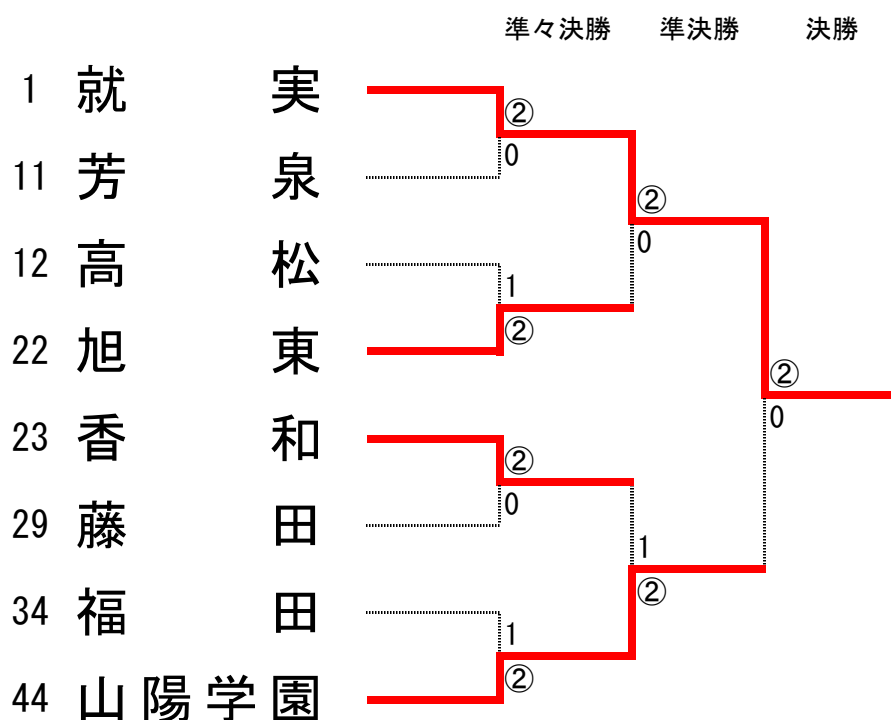 準々決勝 準決勝 決勝
1 就実
②
11 芳泉
0
②
12 高松
0
1
22 旭東
②
②
23 香和
0
②
29 藤田
0
1
34 福田
②
1
44 山陽学園
②